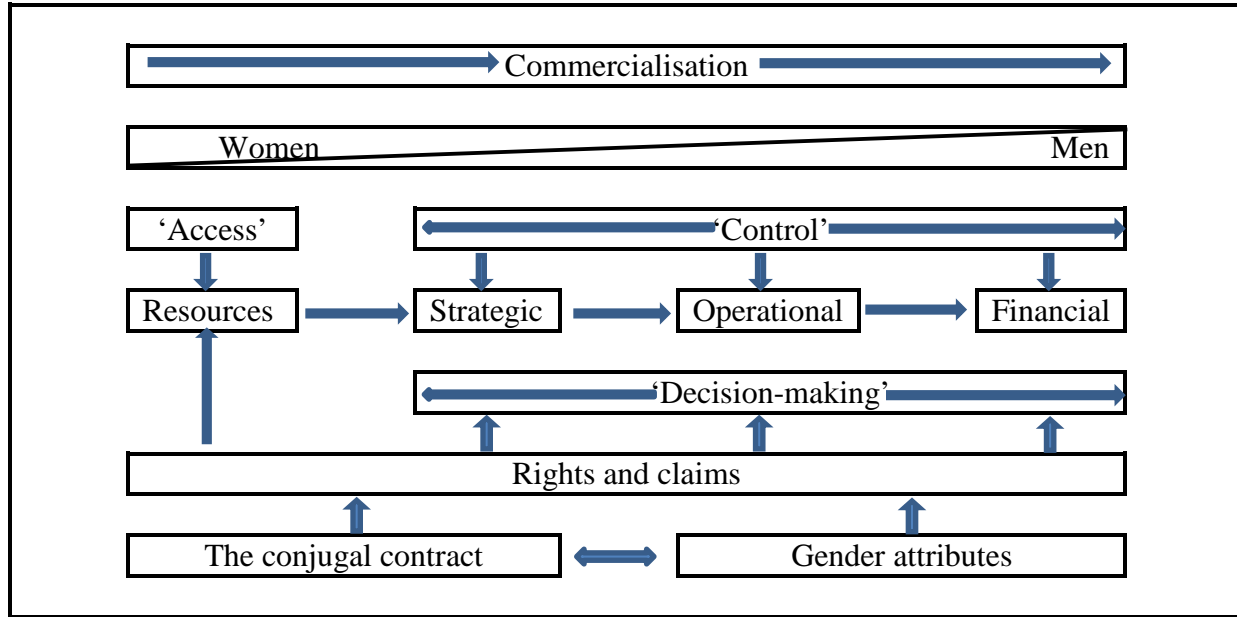 Commercialisation
Women Men
‘Access’ ‘Control’
Resources Strategic Operational Financial
‘Decision-making’
Rights and claims
The conjugal contract Gender attributes